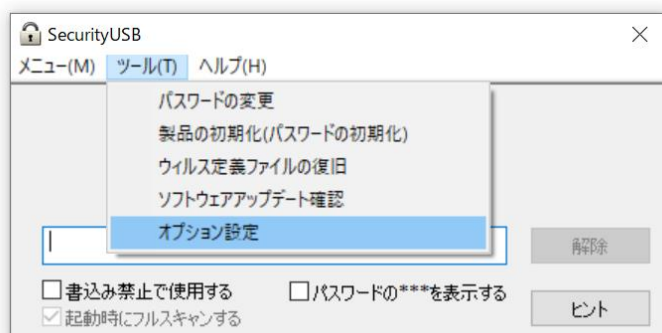 SecurityUSB
メニュー(M) ツール(T) ヘルプ(H)
パスワードの変更
製品の初期化(パスワードの初期化)
ウィルス定義ファイルの復旧
ソフトウェアアップデート確認
オプション設定
解除
書込み禁止で使用する パスワードの***を表示する
起動時にフルスキャンする
ヒント